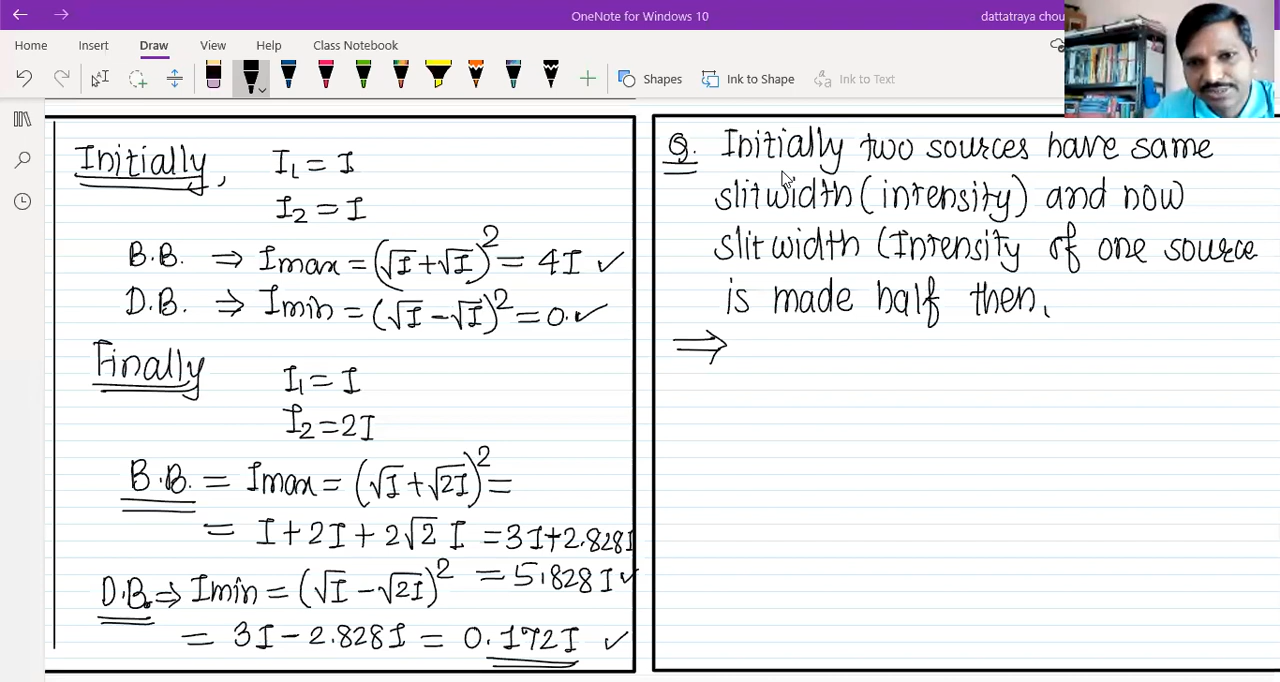 OneNote for Windows 10
dattatraya chou
Home Insert Draw View Help Class Notebook
Shapes Ink to Shape Ink to Text
Initially,
I₁ = I
I₂ = I
B.B. ⇒ Imax = (√I + √I)² = 4I ✓
D.B. ⇒ Imin = (√I − √I)² = 0. ✓
Finally
I₁ = I
I₂ = 2I
B.B. = Imax = (√I + √2I)² =
= I + 2I + 2√2 I = 3I + 2.828I
= 5.828I ✓
D.B. ⇒ Imin = (√I − √2I)²
= 3I − 2.828I = 0.172I ✓
Q. Initially two sources have same
slitwidth (intensity) and now
slitwidth (Intensity of one source
is made half then,
⇒